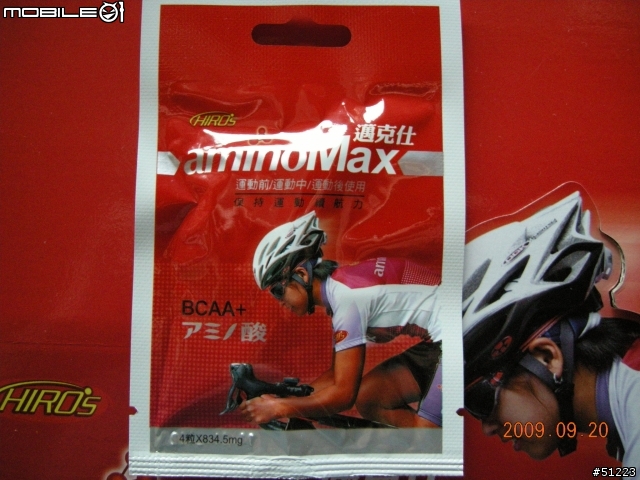 MOBILE01
HIRO's
邁克仕
aminoMax
運動前/運動中/運動後使用
保持運動續航力
am
BCAA+
アミノ酸
4粒X834.5mg
HIRO's
2009.09.20
#51223